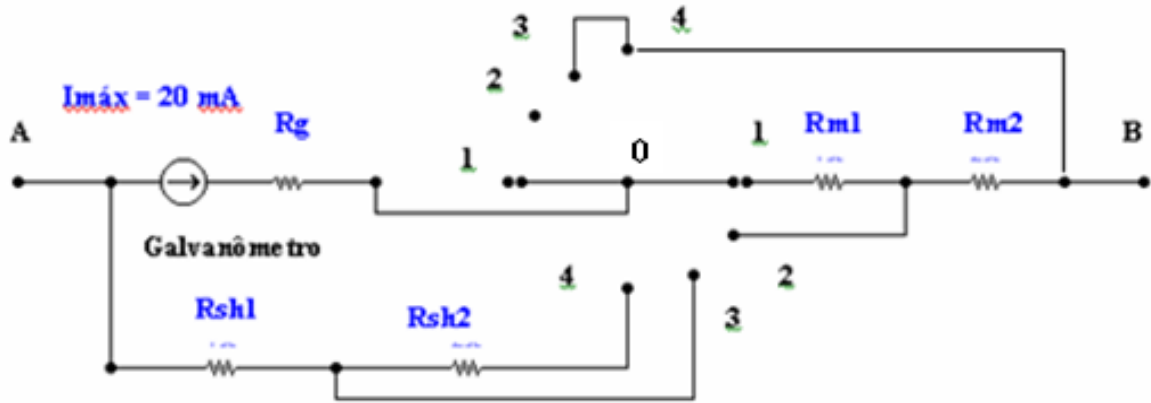 3
4
2
Imáx = 20 mA
Rg
A
1
0
1
Rm1
Rm2
B
Galvanômetro
4
2
Rsh1
Rsh2
3